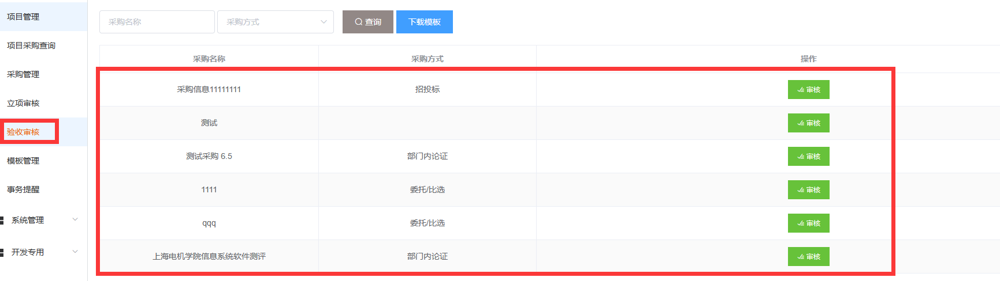 项目管理
项目采购查询
采购管理
立项审核
验收审核
模板管理
事务提醒
系统管理
开发专用
采购名称 采购方式 查询 下载模板
采购名称 采购方式 操作
采购信息11111111 招投标 审核
测试 审核
测试采购 6.5 部门内论证 审核
1111 委托/比选 审核
qqq 委托/比选 审核
上海电机学院信息系统软件测评 部门内论证 审核